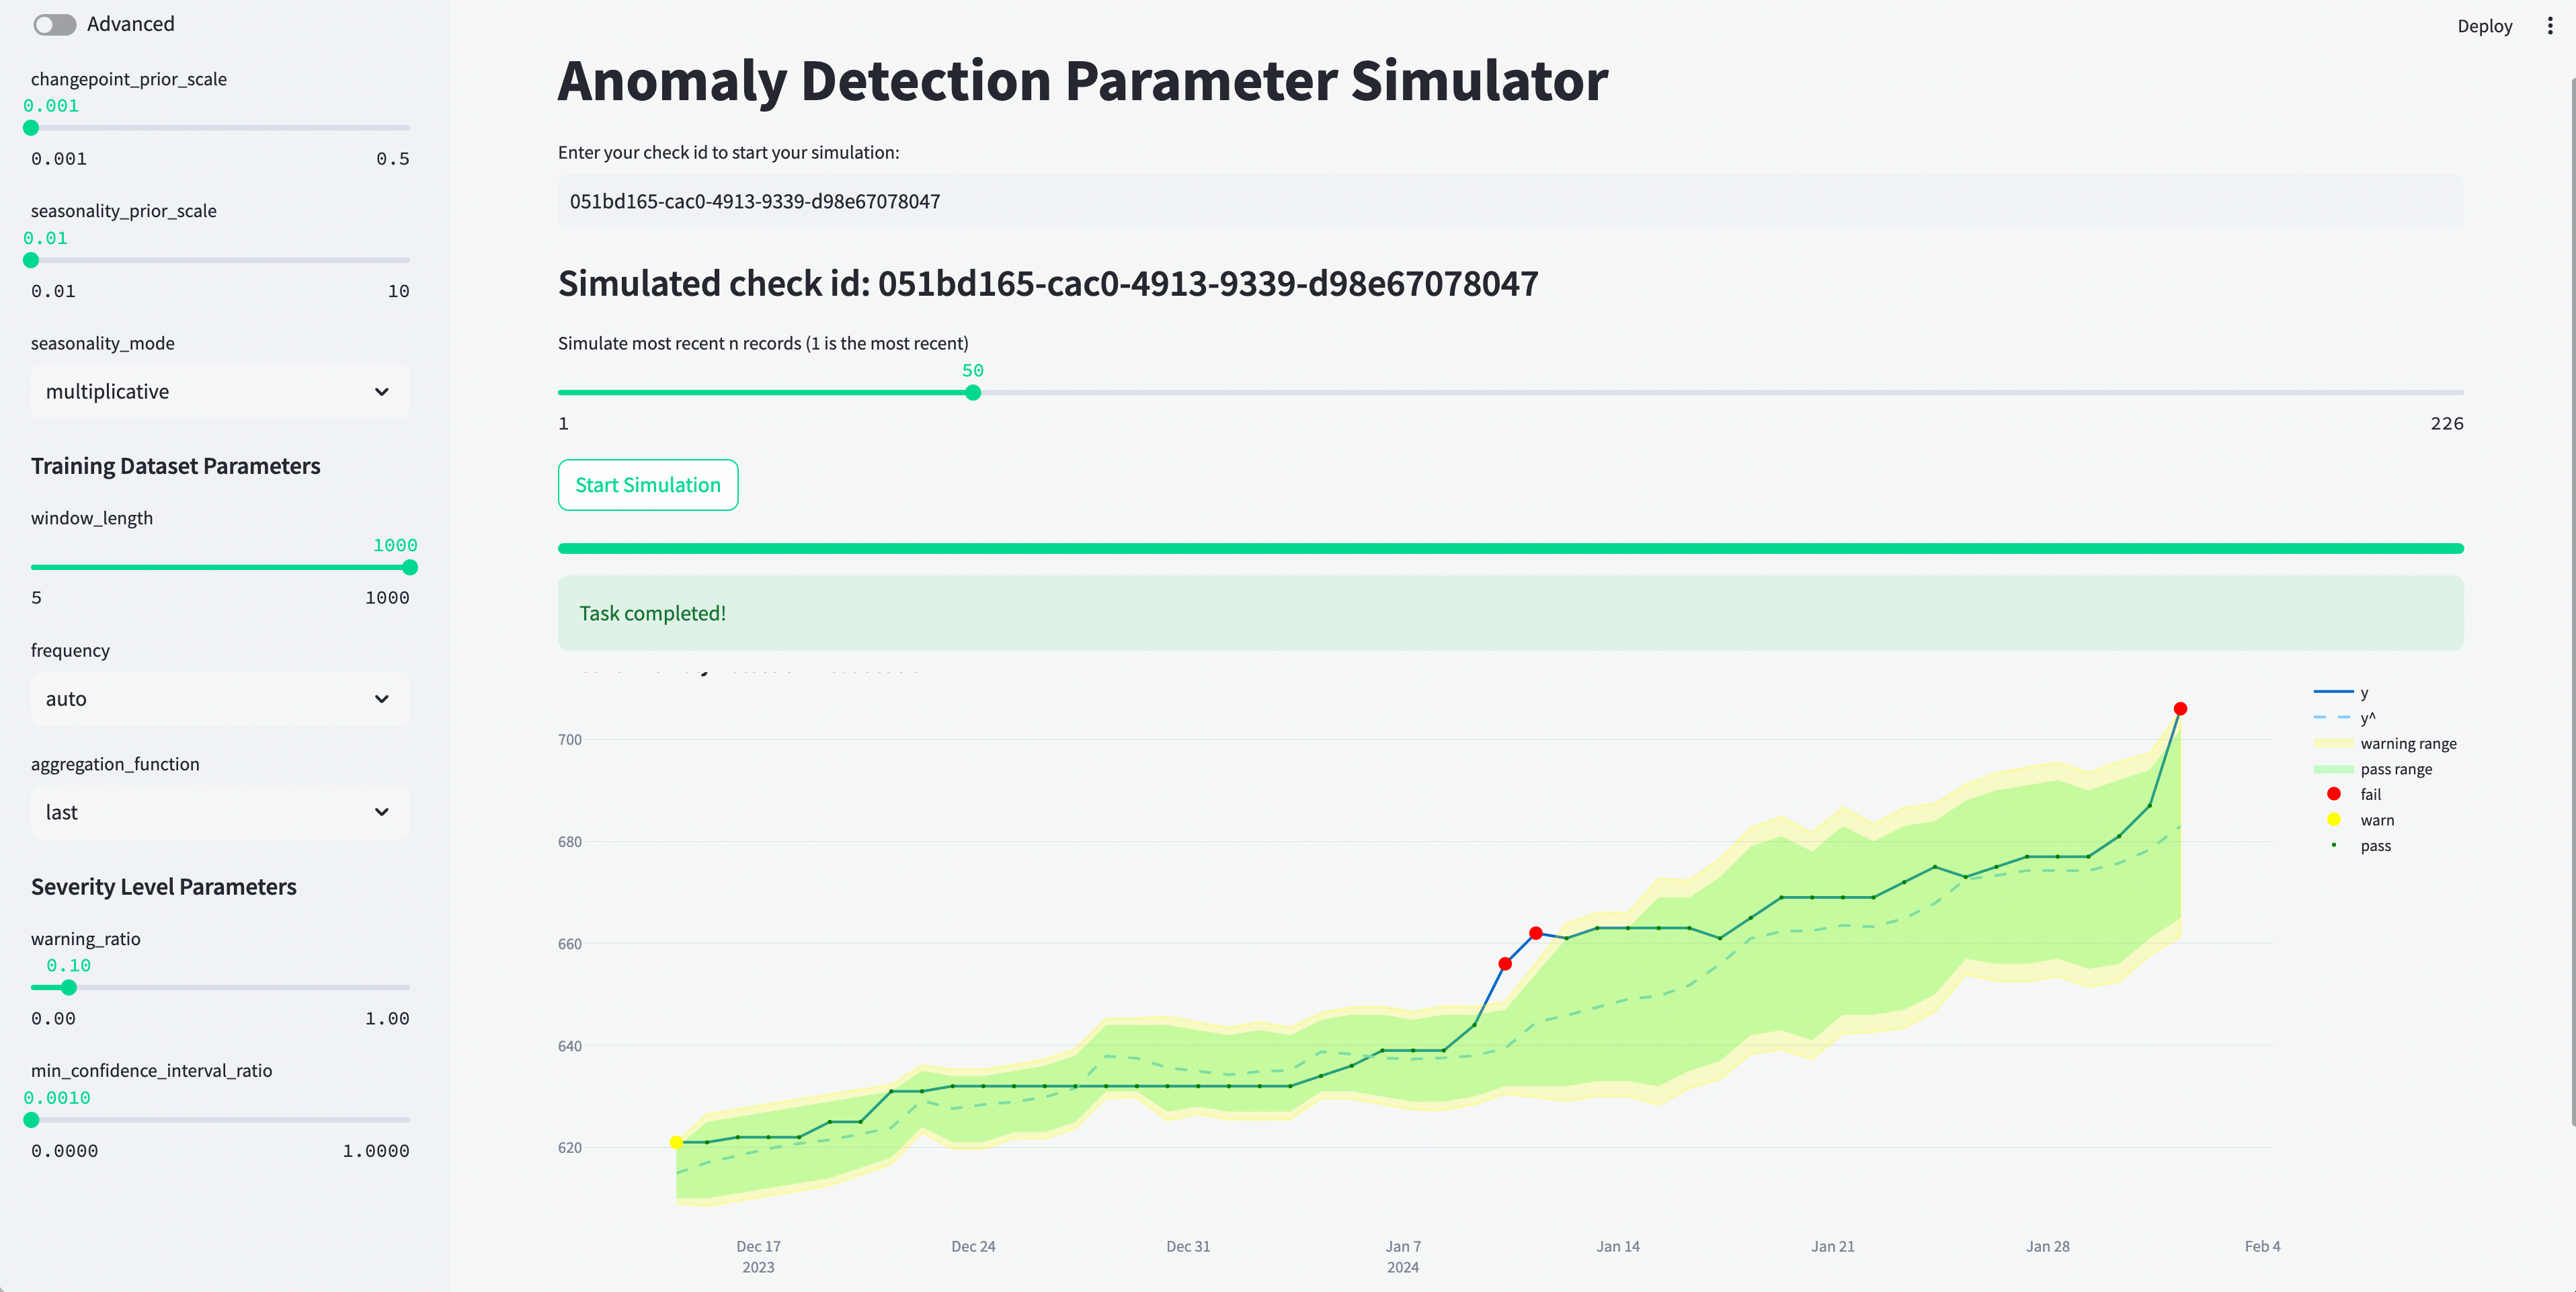 Advanced
changepoint_prior_scale
0.001
0.001 0.5
seasonality_prior_scale
0.01
0.01 10
seasonality_mode
multiplicative
Training Dataset Parameters
window_length
1000
5 1000
frequency
auto
aggregation_function
last
Severity Level Parameters
warning_ratio
0.10
0.00 1.00
min_confidence_interval_ratio
0.0010
0.0000 1.0000
Deploy
Anomaly Detection Parameter Simulator
Enter your check id to start your simulation:
051bd165-cac0-4913-9339-d98e67078047
Simulated check id: 051bd165-cac0-4913-9339-d98e67078047
Simulate most recent n records (1 is the most recent)
50
1 226
Start Simulation
Task completed!
700
680
660
640
620
Dec 17
2023
Dec 24
Dec 31
Jan 7
2024
Jan 14
Jan 21
Jan 28
Feb 4
y
y^
warning range
pass range
fail
warn
pass